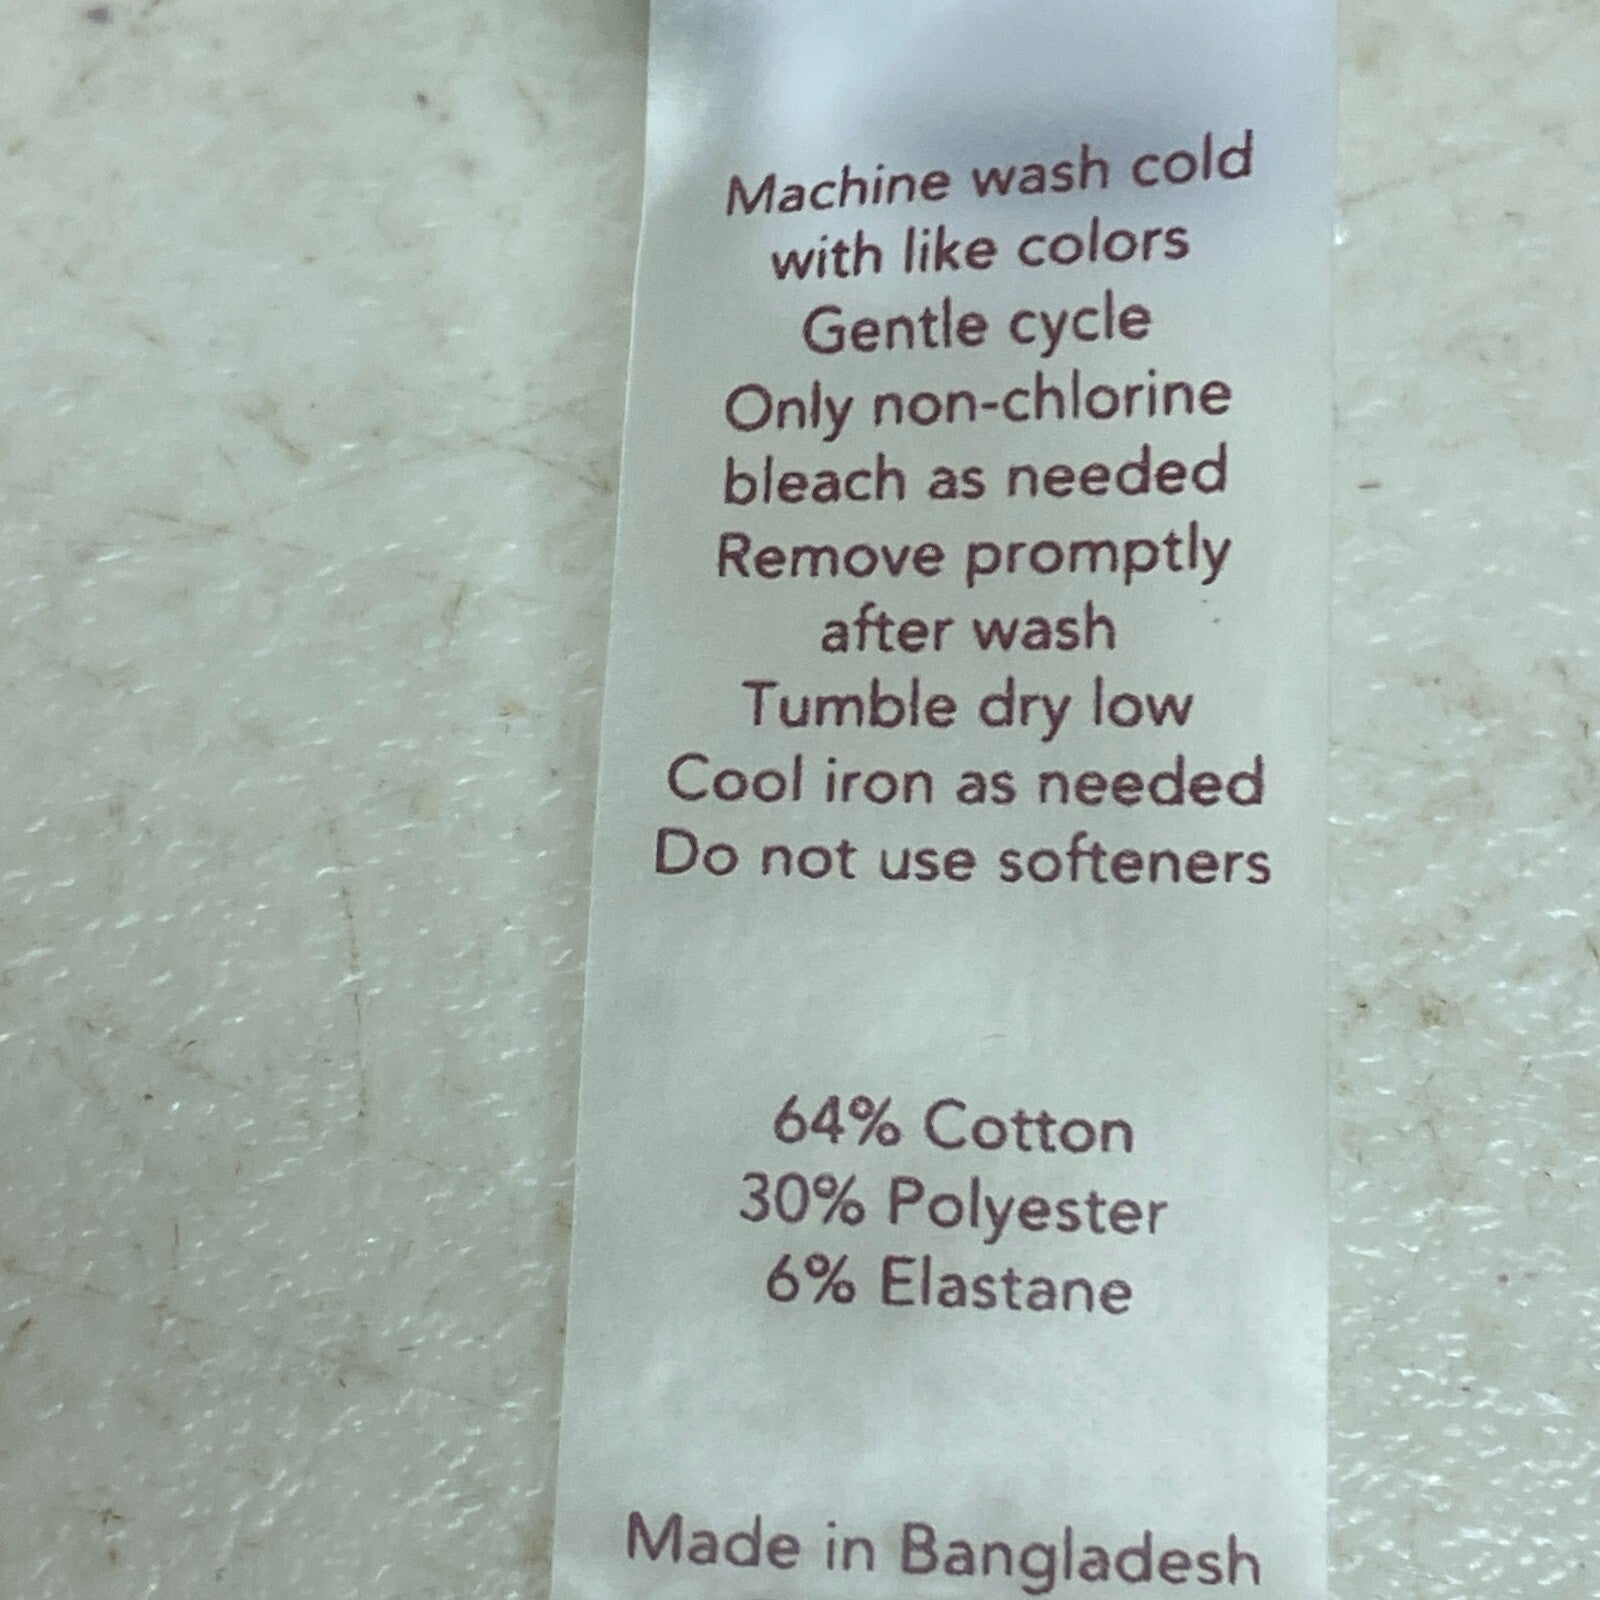 Machine wash cold
with like colors
Gentle cycle
Only non-chlorine
bleach as needed
Remove promptly
after wash
Tumble dry low
Cool iron as needed
Do not use softeners
64% Cotton
30% Polyester
6% Elastane
Made in Bangladesh